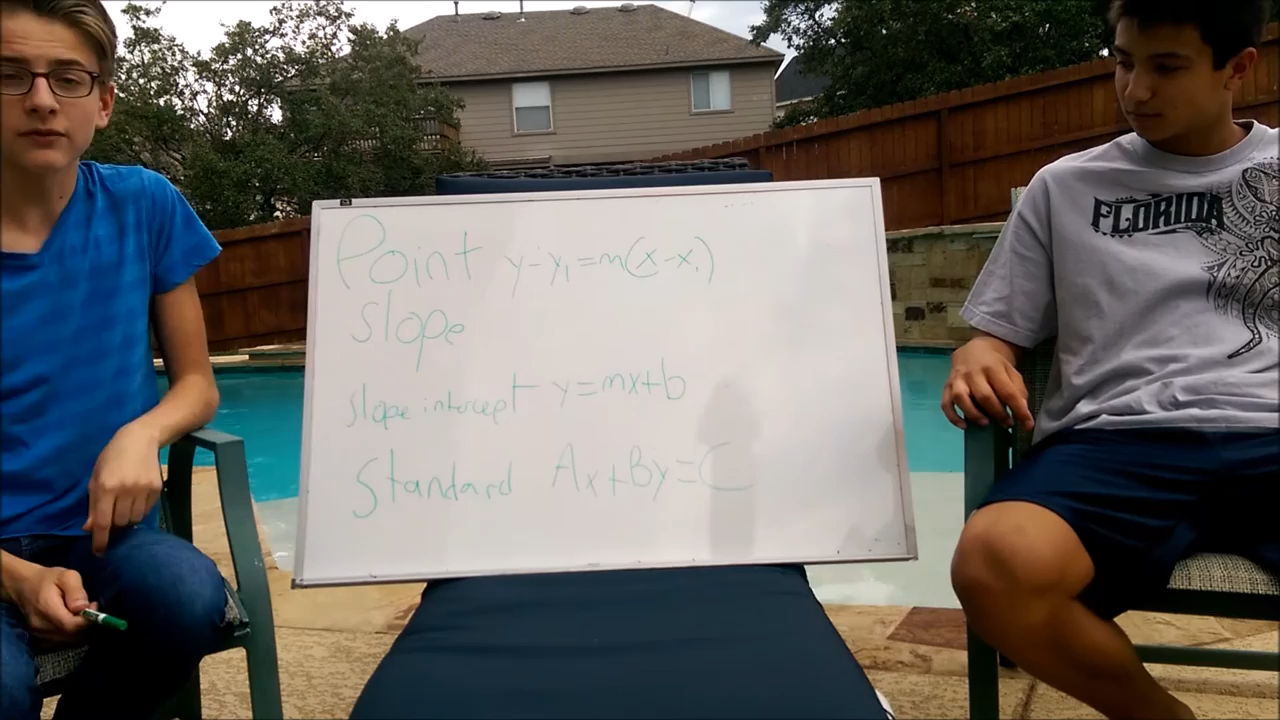 Point y-y₁=m(x-x₁)
Slope
slope intercept y=mx+b
Standard Ax+By=C
FLORIDA